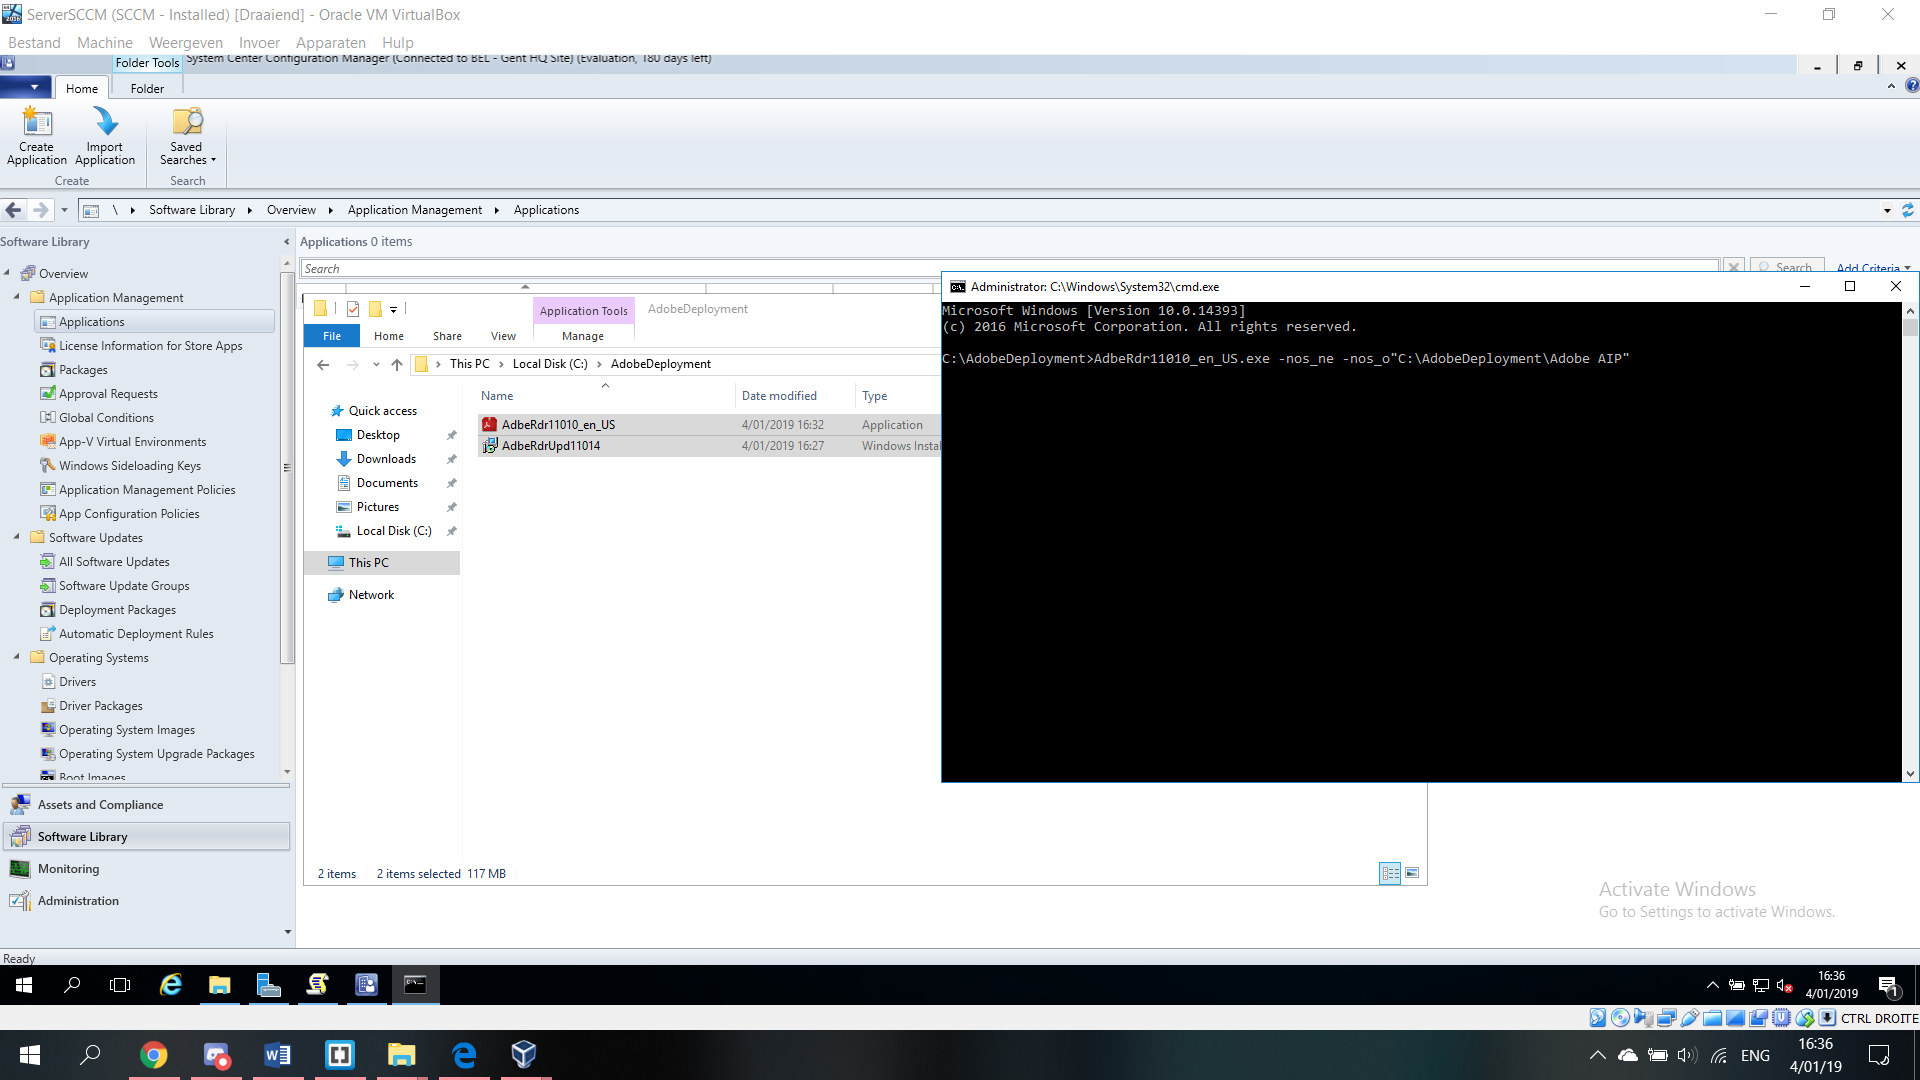 ServerSCCM (SCCM - Installed) [Draaiend] - Oracle VM VirtualBox
Bestand Machine Weergeven Invoer Apparaten Hulp
Folder Tools System Center Configuration Manager (Connected to BEL - Gent HQ Site) (Evaluation, 180 days left)
Home Folder
Create Application
Import Application
Saved Searches
Create
Search
\ Software Library Overview Application Management Applications
Software Library
Overview
Application Management
Applications
License Information for Store Apps
Packages
Approval Requests
Global Conditions
App-V Virtual Environments
Windows Sideloading Keys
Application Management Policies
App Configuration Policies
Software Updates
All Software Updates
Software Update Groups
Deployment Packages
Automatic Deployment Rules
Operating Systems
Drivers
Driver Packages
Operating System Images
Operating System Upgrade Packages
Boot Images
Assets and Compliance
Software Library
Monitoring
Administration
Ready
Applications 0 items
Search
Search
Add Criteria
Application Tools AdobeDeployment
File Home Share View Manage
This PC Local Disk (C:) AdobeDeployment
Quick access
Desktop
Downloads
Documents
Pictures
Local Disk (C:)
This PC
Network
Name Date modified Type
AdbeRdr11010_en_US 4/01/2019 16:32 Application
AdbeRdrUpd11014 4/01/2019 16:27 Windows Instal
2 items 2 items selected 117 MB
Administrator: C:\Windows\System32\cmd.exe
Microsoft Windows [Version 10.0.14393]
(c) 2016 Microsoft Corporation. All rights reserved.
C:\AdobeDeployment>AdbeRdr11010_en_US.exe -nos_ne -nos_o"C:\AdobeDeployment\Adobe AIP"
Activate Windows
Go to Settings to activate Windows.
16:36
4/01/2019
1
CTRL DROITE
ENG
16:36
4/01/19